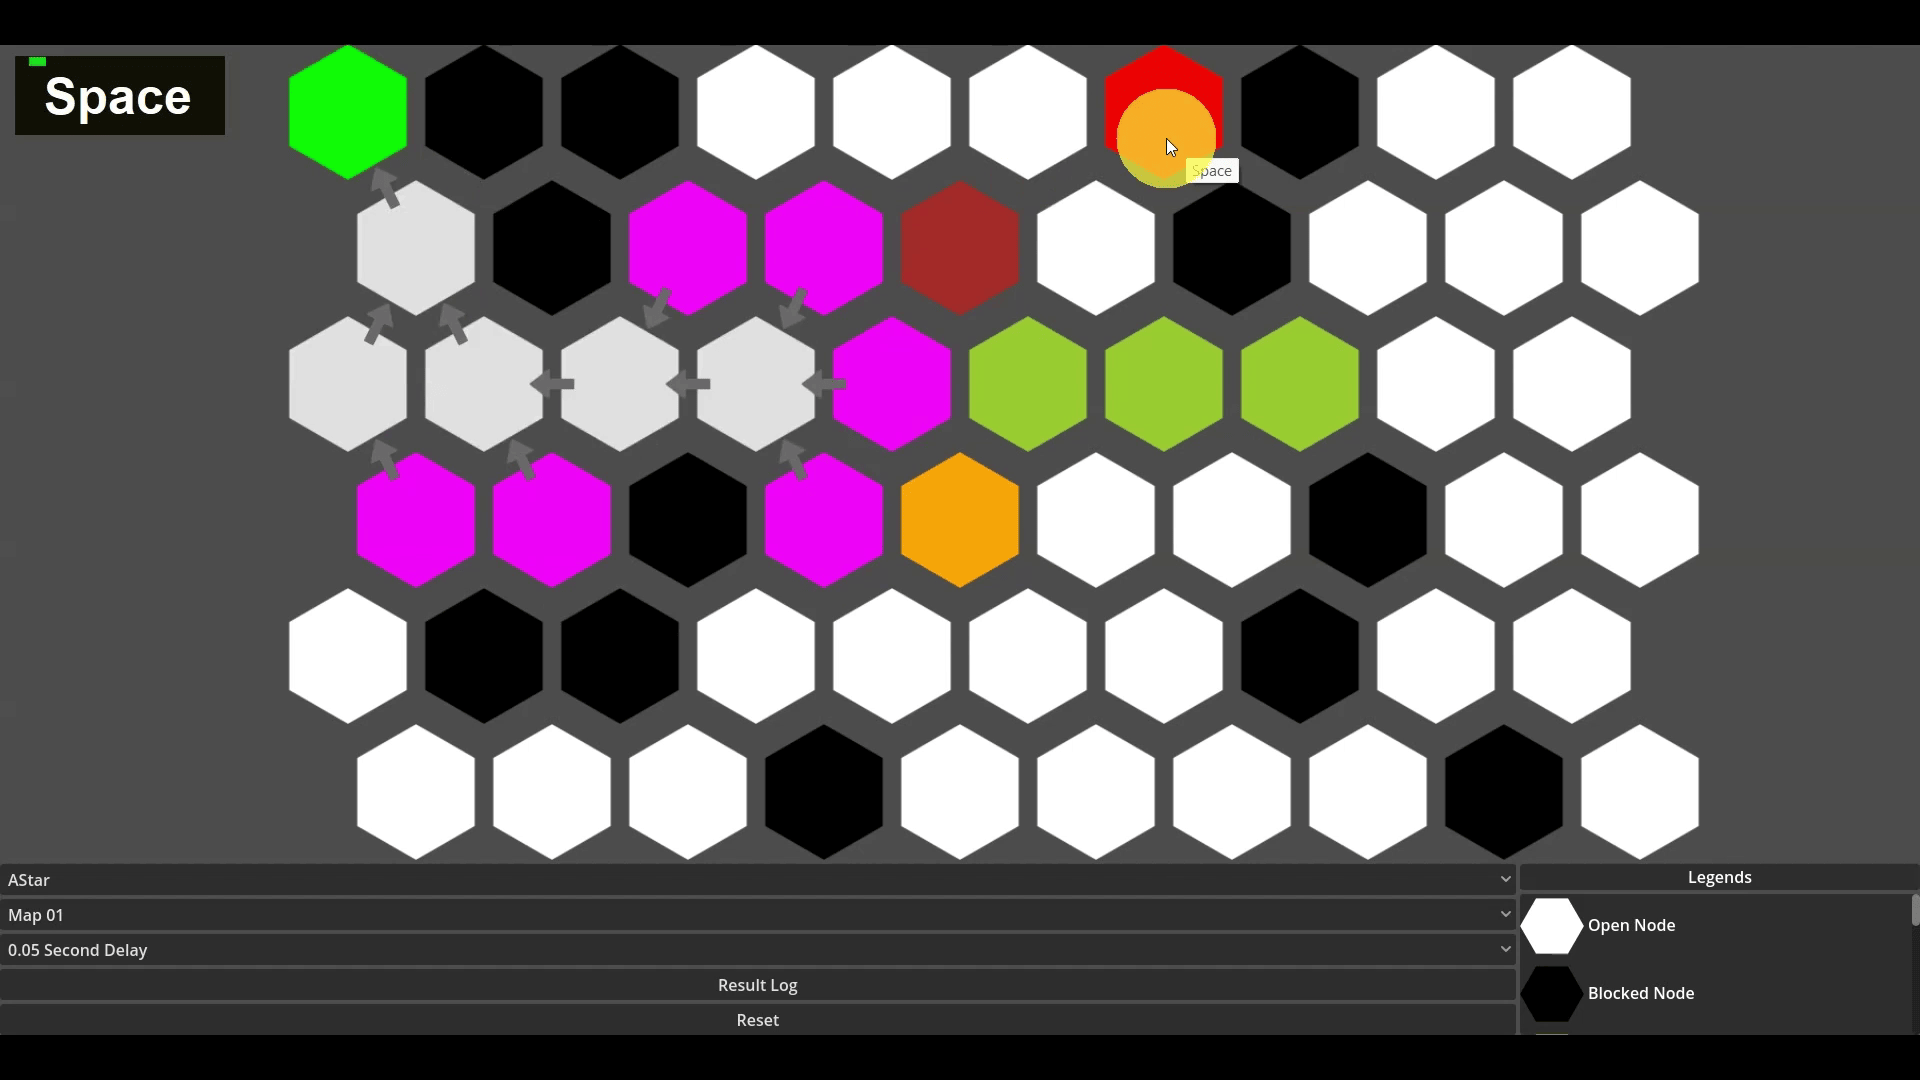 Space
Space
AStar
Map 01
0.05 Second Delay
Result Log
Reset
Legends
Open Node
Blocked Node